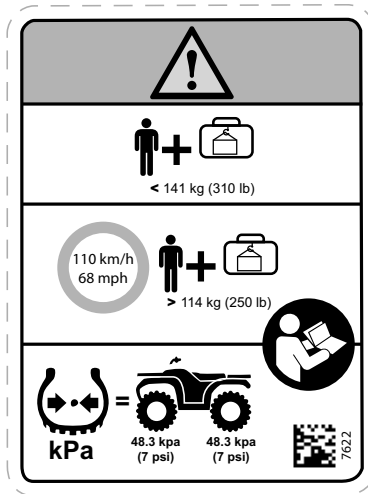 < 141 kg (310 lb)
110 km/h
68 mph
> 114 kg (250 lb)
kPa
=
48.3 kpa 48.3 kpa
(7 psi) (7 psi)
7622